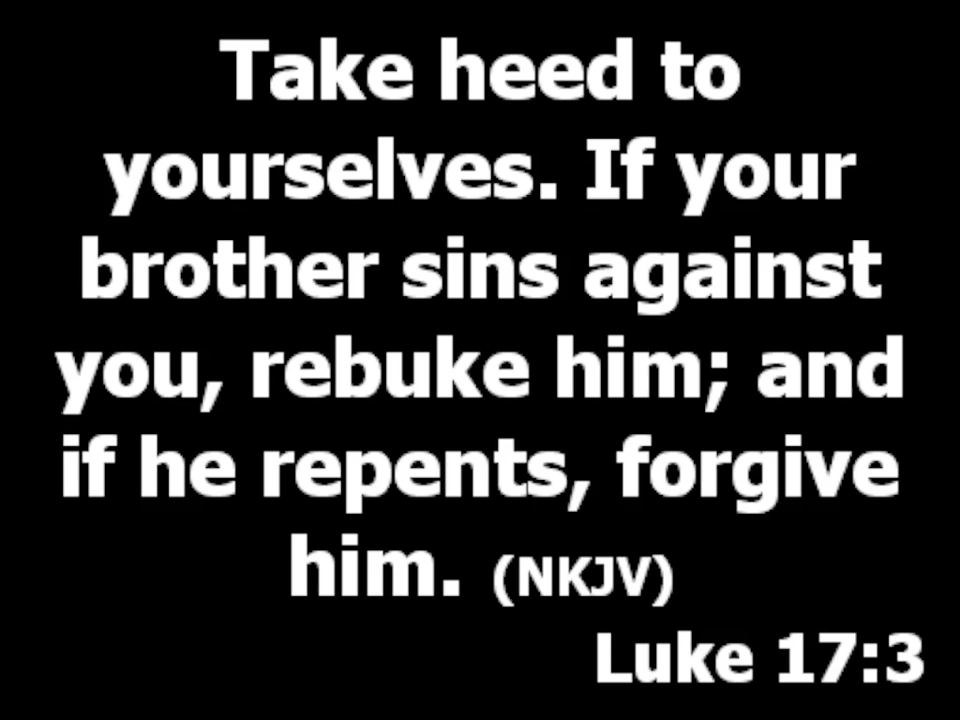 Take heed to
yourselves. If your
brother sins against
you, rebuke him; and
if he repents, forgive
him. (NKJV)
Luke 17:3